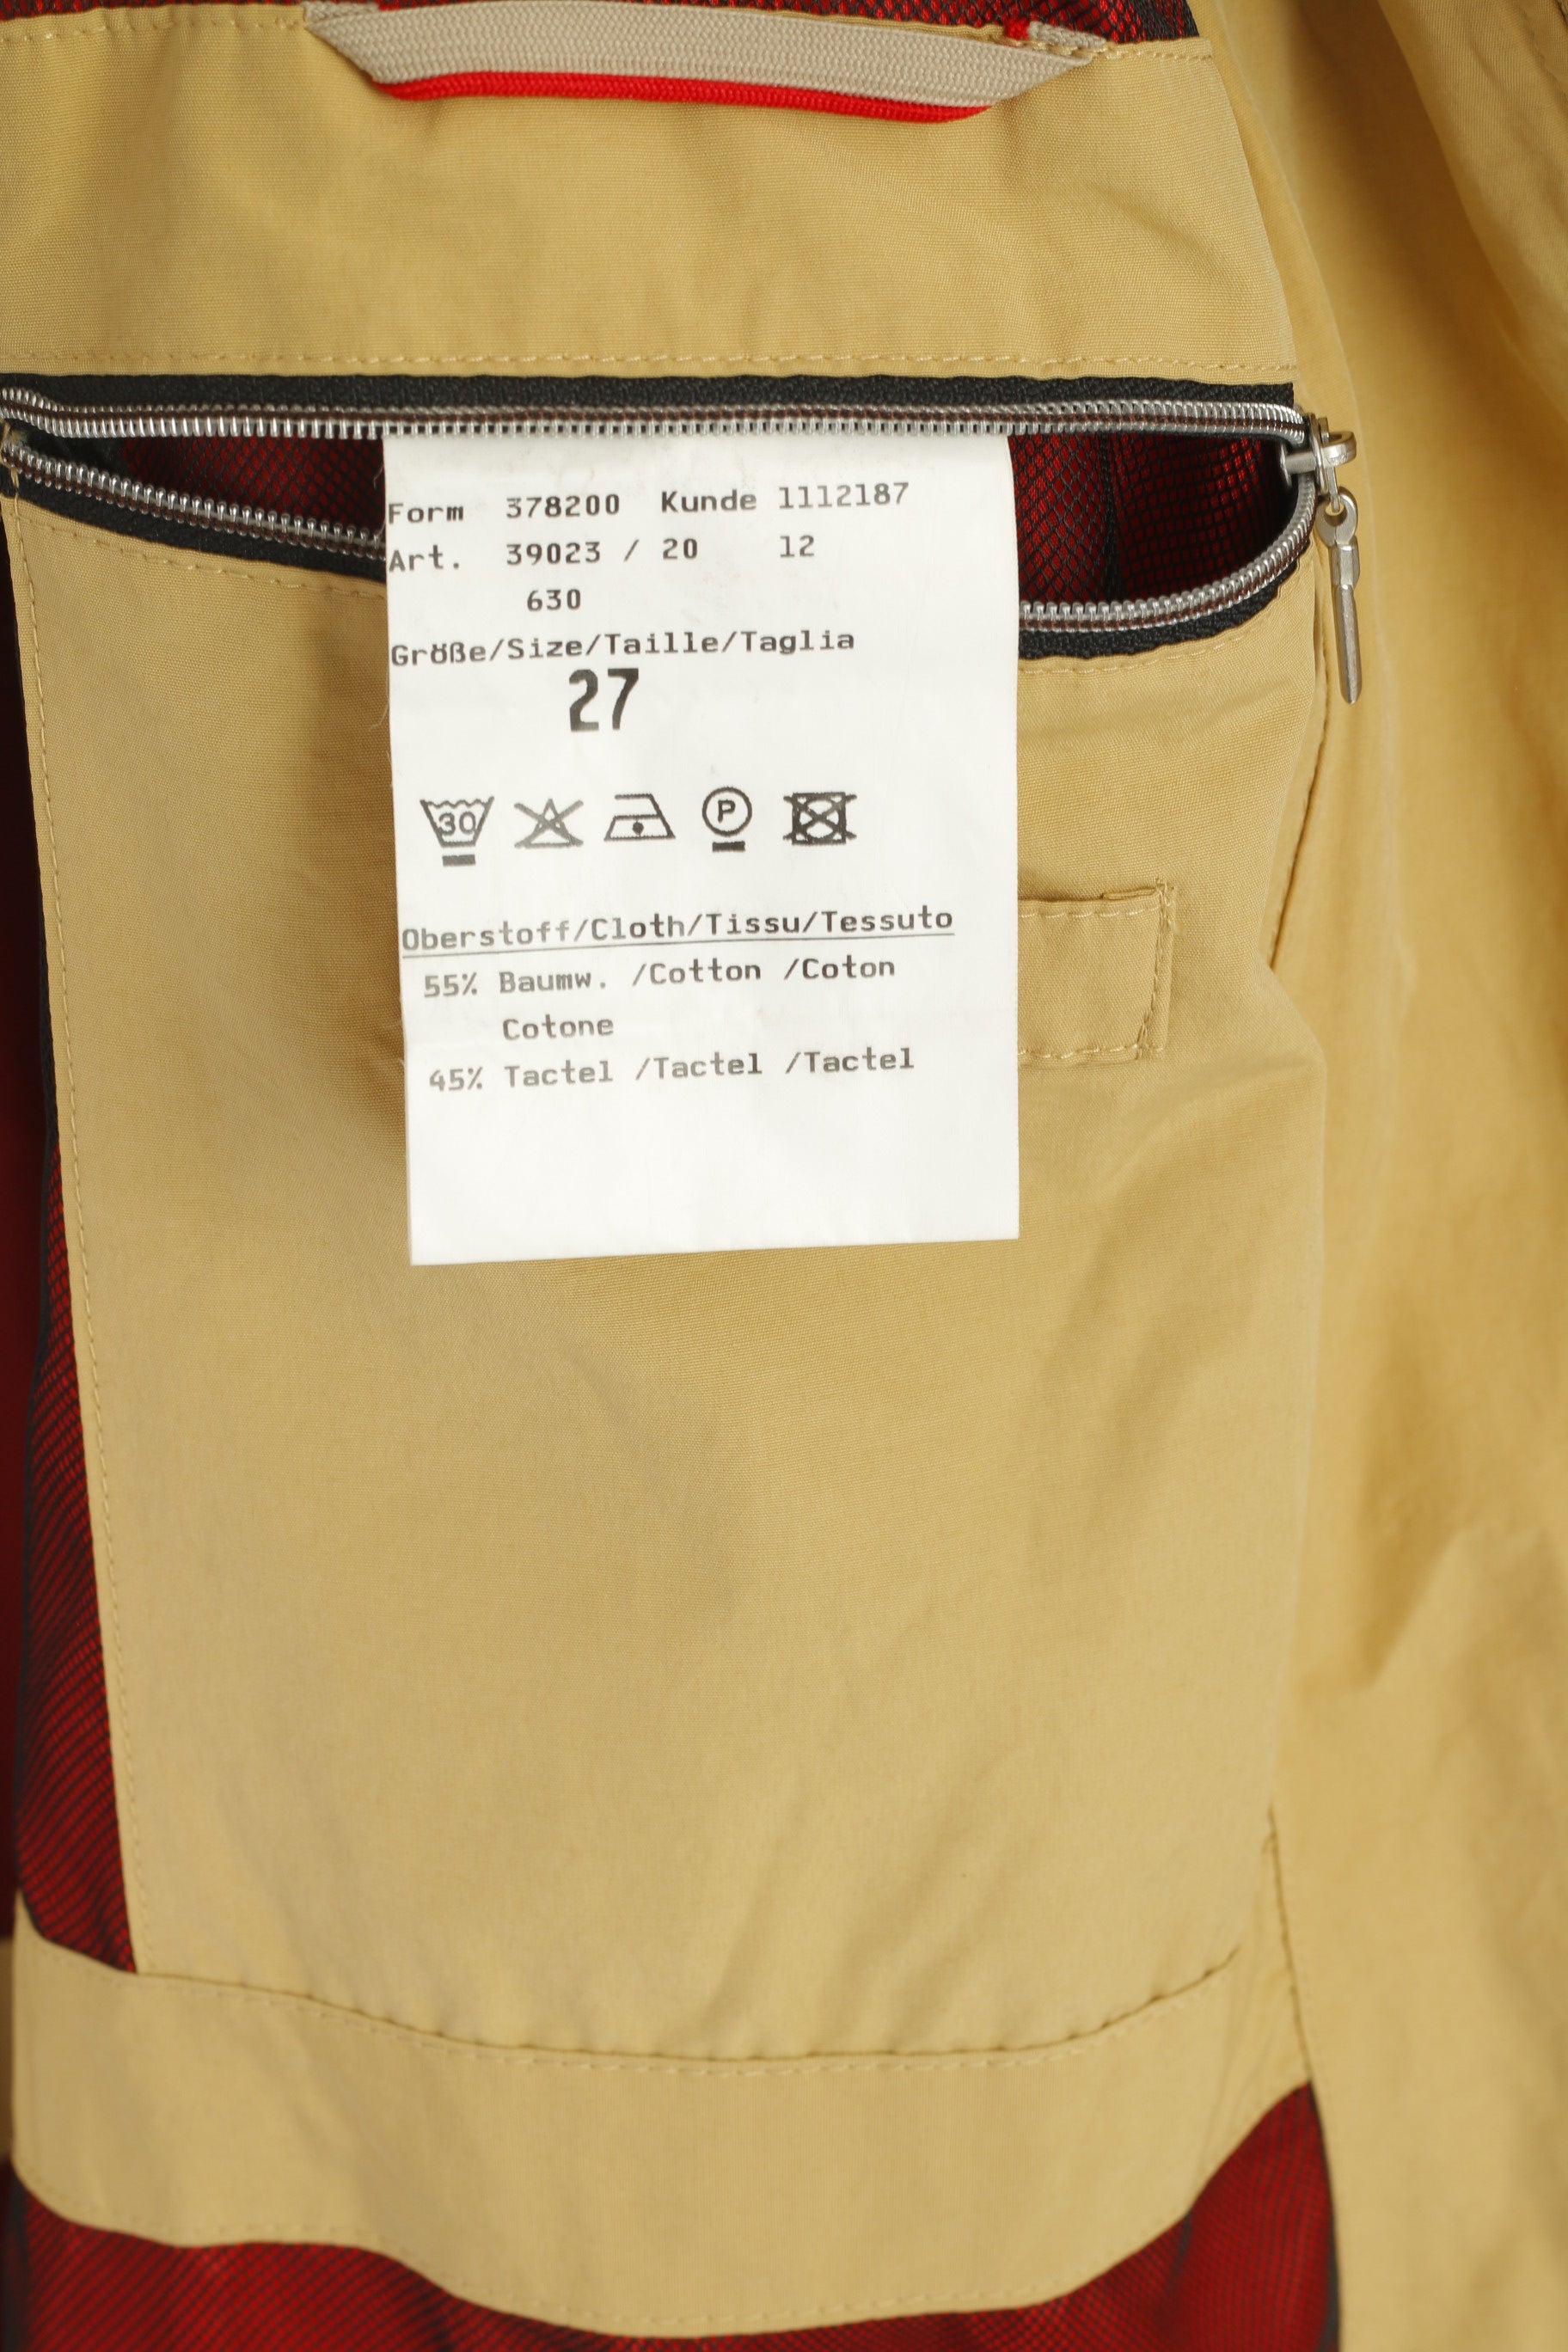 Form 378200 Kunde 1112187
Art. 39023 / 20 12
630
Größe/Size/Taille/Taglia
27
30 P
Oberstoff/Cloth/Tissu/Tessuto
55% Baumw. /Cotton /Coton
Cotone
45% Tactel /Tactel /Tactel